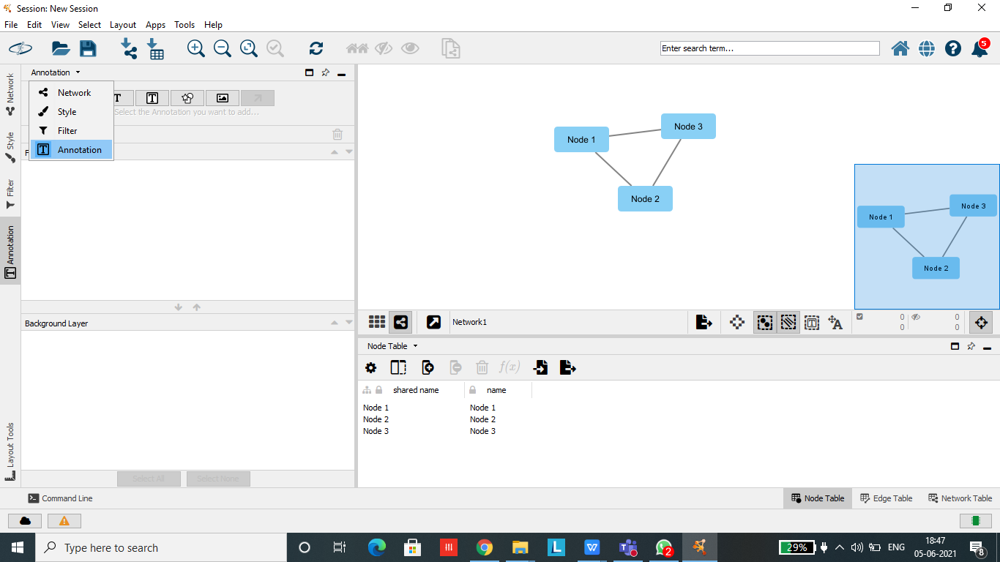 Session: New Session
File Edit View Select Layout Apps Tools Help
Enter search term...
5
Network
Style
Filter
Annotation
Layout Tools
Annotation
Network
Style
Filter
Annotation
T
T
Select the Annotation you want to add...
F
Background Layer
Select All
Select None
Node 1
Node 3
Node 2
Node 1
Node 3
Node 2
Network1
T
A
0
0
0
0
Node Table
f(x)
shared name name
Node 1 Node 1
Node 2 Node 2
Node 3 Node 3
Command Line
Node Table
Edge Table
Network Table
Type here to search
L
W
T
2
29%
ENG
18:47
05-06-2021
8